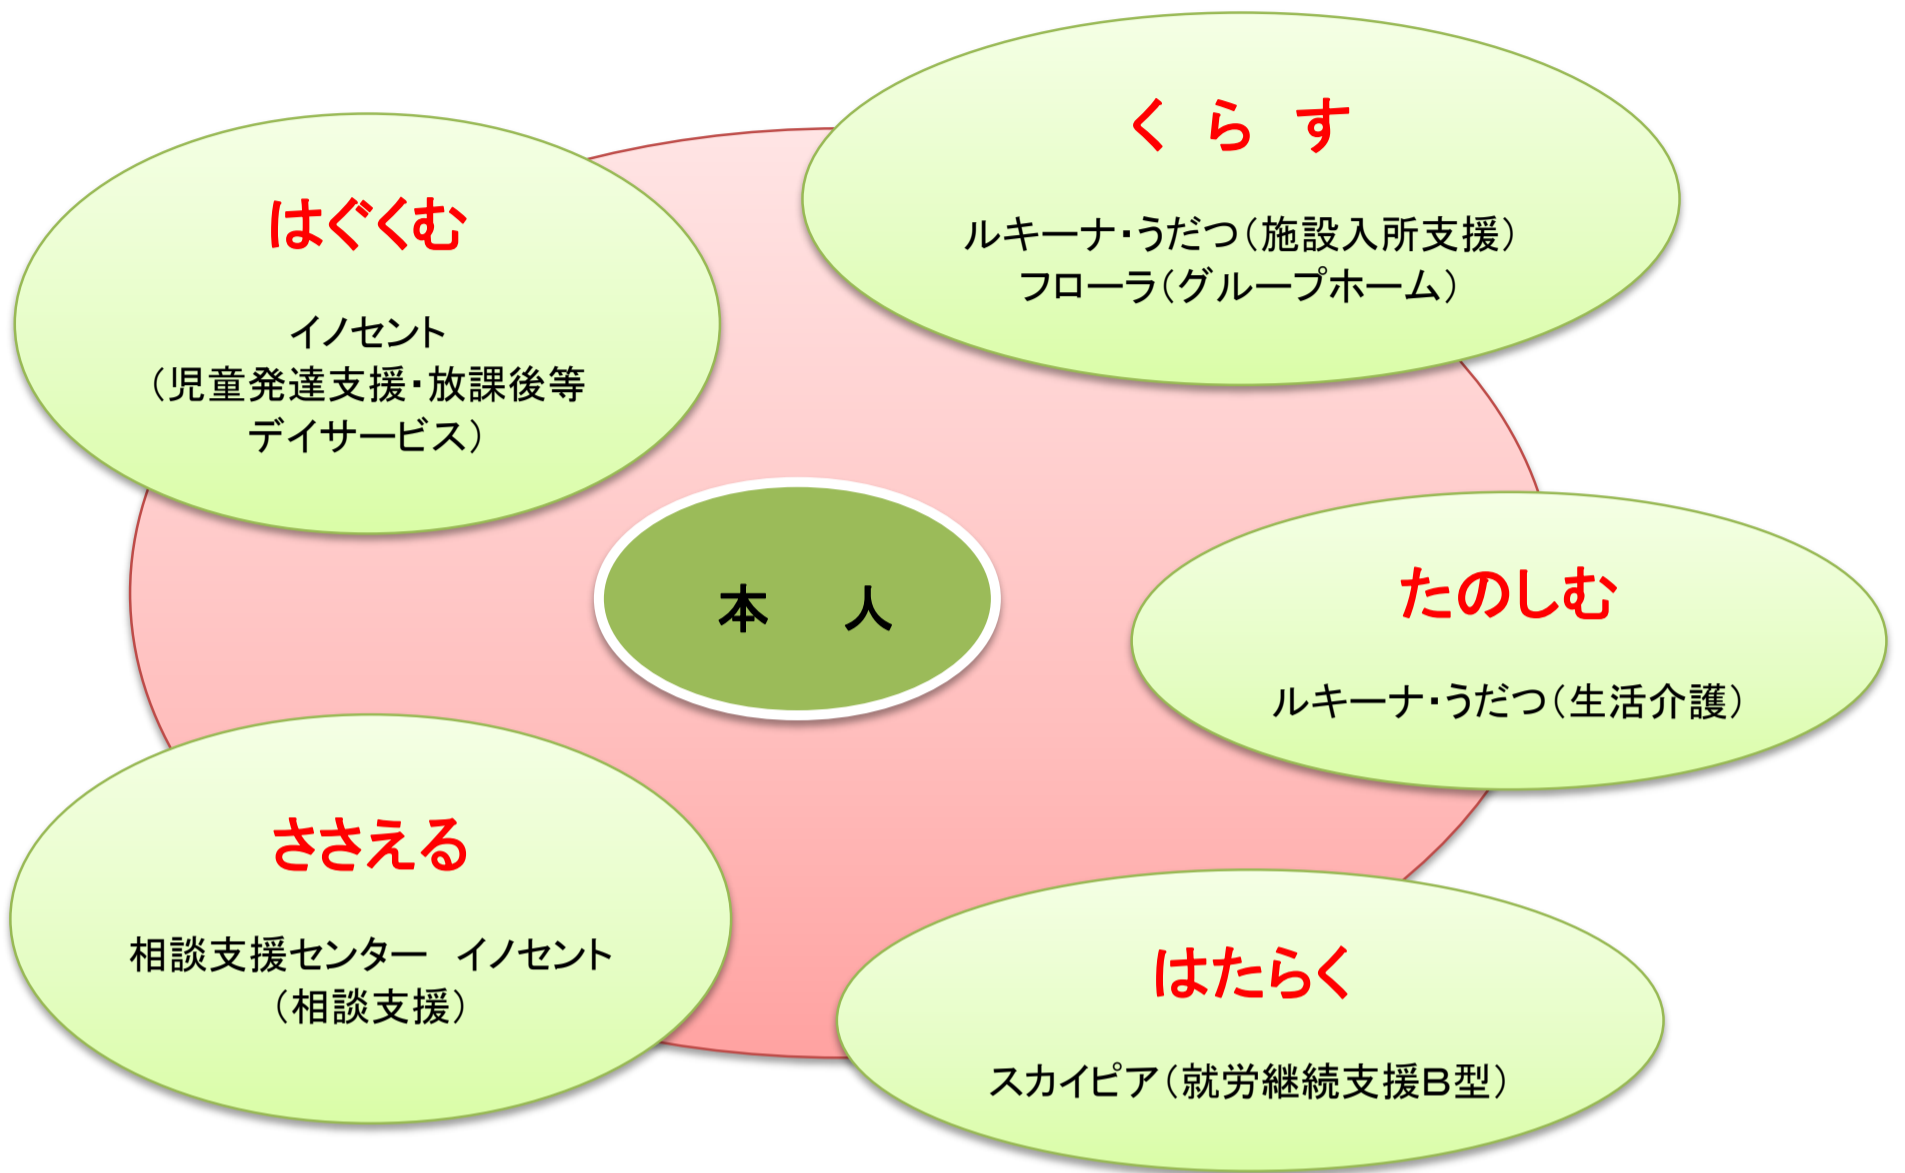 く　ら　す
ルキーナ・うだつ（施設入所支援）
フローラ（グループホーム）
はぐくむ
イノセント
（児童発達支援・放課後等
デイサービス）
本　人
たのしむ
ルキーナ・うだつ（生活介護）
ささえる
相談支援センター　イノセント
（相談支援）
はたらく
スカイピア（就労継続支援Ｂ型）